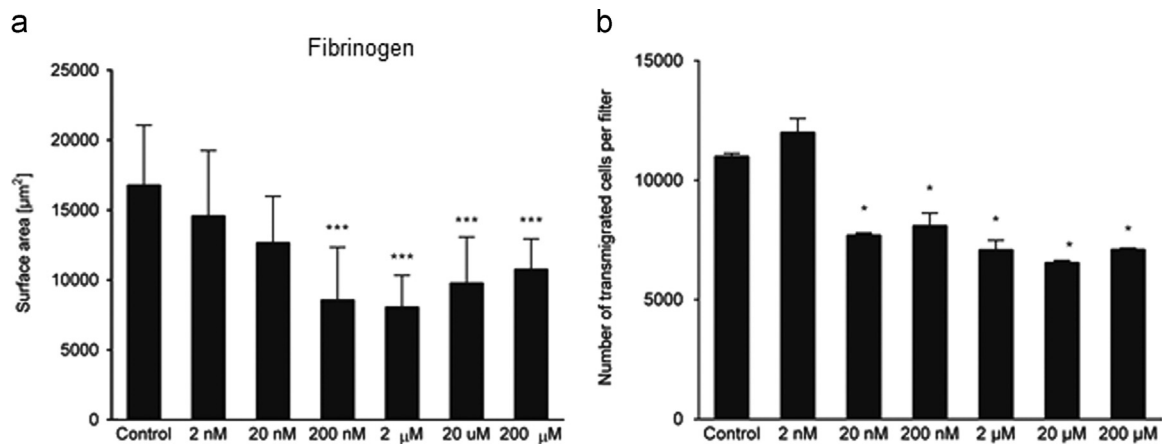 a
Fibrinogen
Surface area [µm²]
25000
20000
15000
10000
5000
0
***
***
***
***
Control 2 nM 20 nM 200 nM 2 µM 20 uM 200 µM
b
Number of transmigrated cells per filter
15000
10000
5000
0
*
*
*
*
*
Control 2 nM 20 nM 200 nM 2 µM 20 µM 200 µM